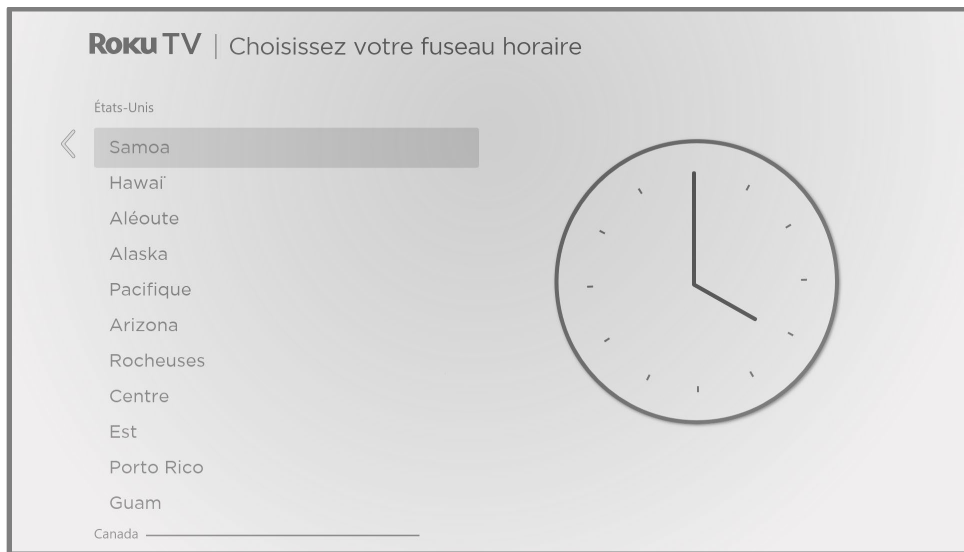 Roku TV | Choisissez votre fuseau horaire
États-Unis
Samoa
Hawaï
Aléoute
Alaska
Pacifique
Arizona
Rocheuses
Centre
Est
Porto Rico
Guam
Canada